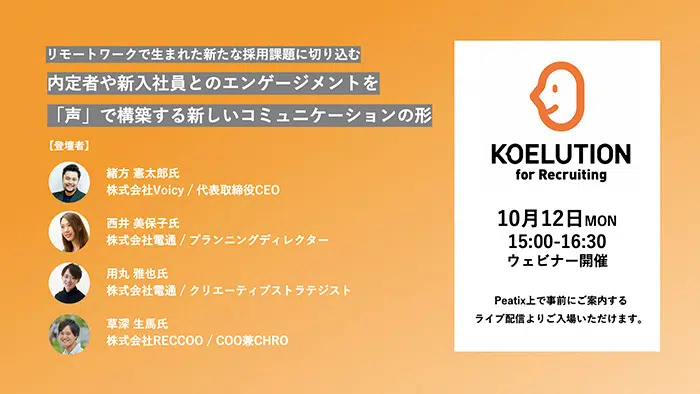 リモートワークで生まれた新たな採用課題に切り込む
内定者や新入社員とのエンゲージメントを
「声」で構築する新しいコミュニケーションの形
【登壇者】
緒方 憲太郎氏
株式会社Voicy / 代表取締役CEO
西井 美保子氏
株式会社電通 / プランニングディレクター
用丸 雅也氏
株式会社電通 / クリエーティブストラテジスト
草深 生馬氏
株式会社RECCOO / COO兼CHRO
KOELUTION
for Recruiting
10月12日MON
15:00-16:30
ウェビナー開催
Peatix上で事前にご案内する
ライブ配信よりご入場いただけます。